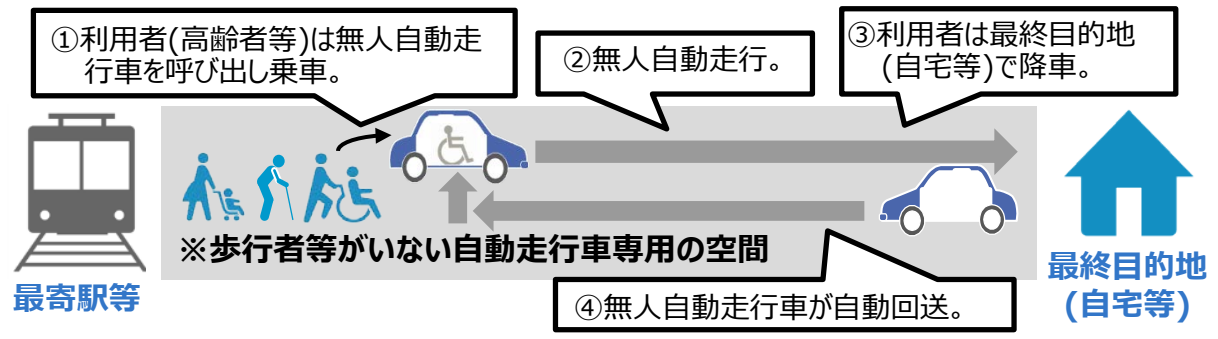 ①利用者(高齢者等)は無人自動走
行車を呼び出し乗車。
②無人自動走行。
③利用者は最終目的地
(自宅等)で降車。
※歩行者等がいない自動走行車専用の空間
最寄駅等
④無人自動走行車が自動回送。
最終目的地
(自宅等)